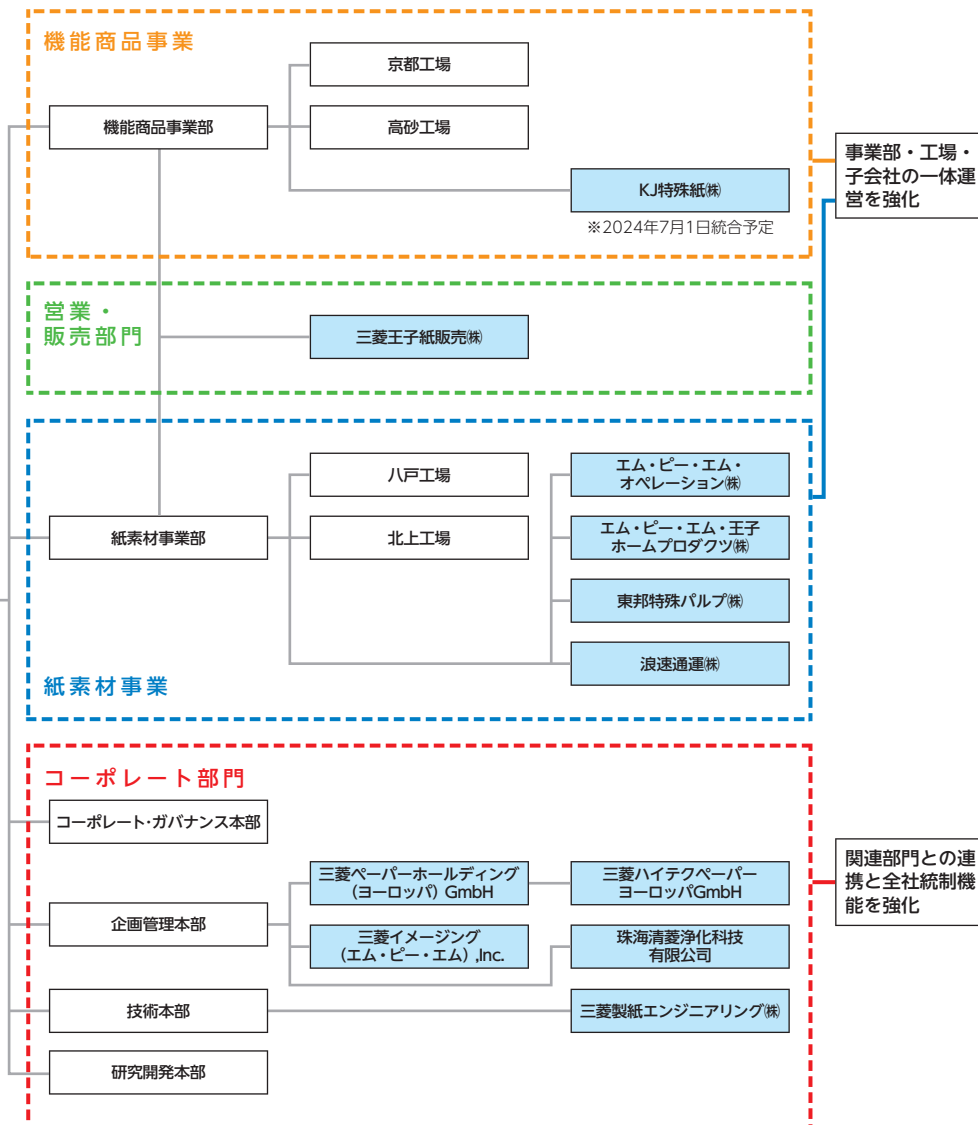 機能商品事業
京都工場
機能商品事業部
高砂工場
KJ特殊紙㈱
※2024年7月1日統合予定
事業部・工場・
子会社の一体運
営を強化
営業・
販売部門
三菱王子紙販売㈱
八戸工場
エム・ピー・エム・
オペレーション㈱
紙素材事業部
北上工場
エム・ピー・エム・王子
ホームプロダクツ㈱
東邦特殊パルプ㈱
浪速通運㈱
紙素材事業
コーポレート部門
コーポレート・ガバナンス本部
企画管理本部
三菱ペーパーホールディング
（ヨーロッパ）GmbH
三菱ハイテクペーパー
ヨーロッパGmbH
三菱イメージング
（エム・ピー・エム）,Inc.
珠海清菱浄化科技
有限公司
技術本部
三菱製紙エンジニアリング㈱
研究開発本部
関連部門との連
携と全社統制機
能を強化